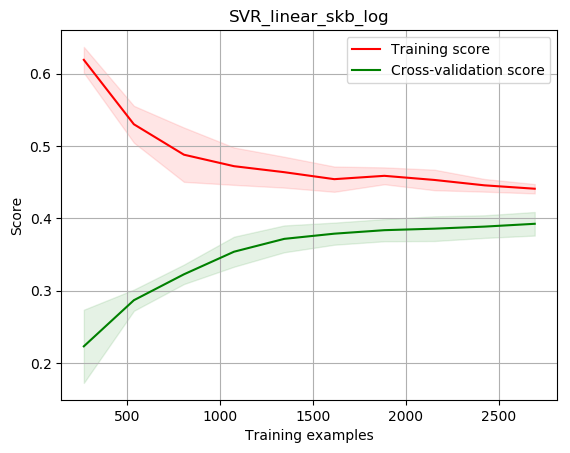 SVR_linear_skb_log
Training score
Cross-validation score
0.6
0.5
0.4
0.3
0.2
Score
500
1000
1500
2000
2500
Training examples